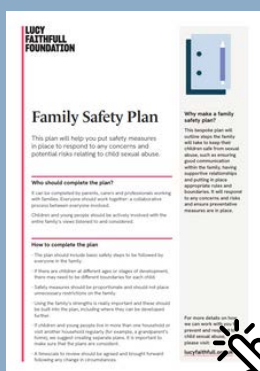 LUCY
FAITHFULL
FOUNDATION
Family Safety Plan
This plan will help you put safety measures
in place to respond to any concerns and
potential risks relating to child sexual abuse.
Who should complete the plan?
It can be completed by parents, carers and professionals working
with families. Everyone should work together: a collaborative
process between everyone involved.
Children and young people should be actively involved with the
entire family's views listened to and considered.
How to complete the plan
· The plan should include basic safety steps to be followed by
everyone in the family.
· If there are children at different ages or stages of development,
there may need to be different boundaries for each child.
· Safety measures should be proportionate and should not place
unnecessary restrictions on the family.
· Using the family's strengths is really important and these should
be built into the plan, including where they can be developed
further.
· If children and young people live in more than one household or
visit another household regularly (for example, a grandparent's
home), we suggest creating separate plans. It is important to
make sure that the plans are consistent.
· A timescale to review should be agreed and brought forward
following any change in circumstances.
Why make a family
safety plan?
This bespoke plan will
outline steps the family
will take to keep their
children safe from sexual
abuse, such as ensuring
good communication
within the family, having
supportive relationships
and putting in place
appropriate rules and
boundaries. It will respond
to any concerns and risks
and ensure preventative
measures are in place.
For more details on how
we can work with you
prevent and
child sexual
please visit:
lucyfaithfull.